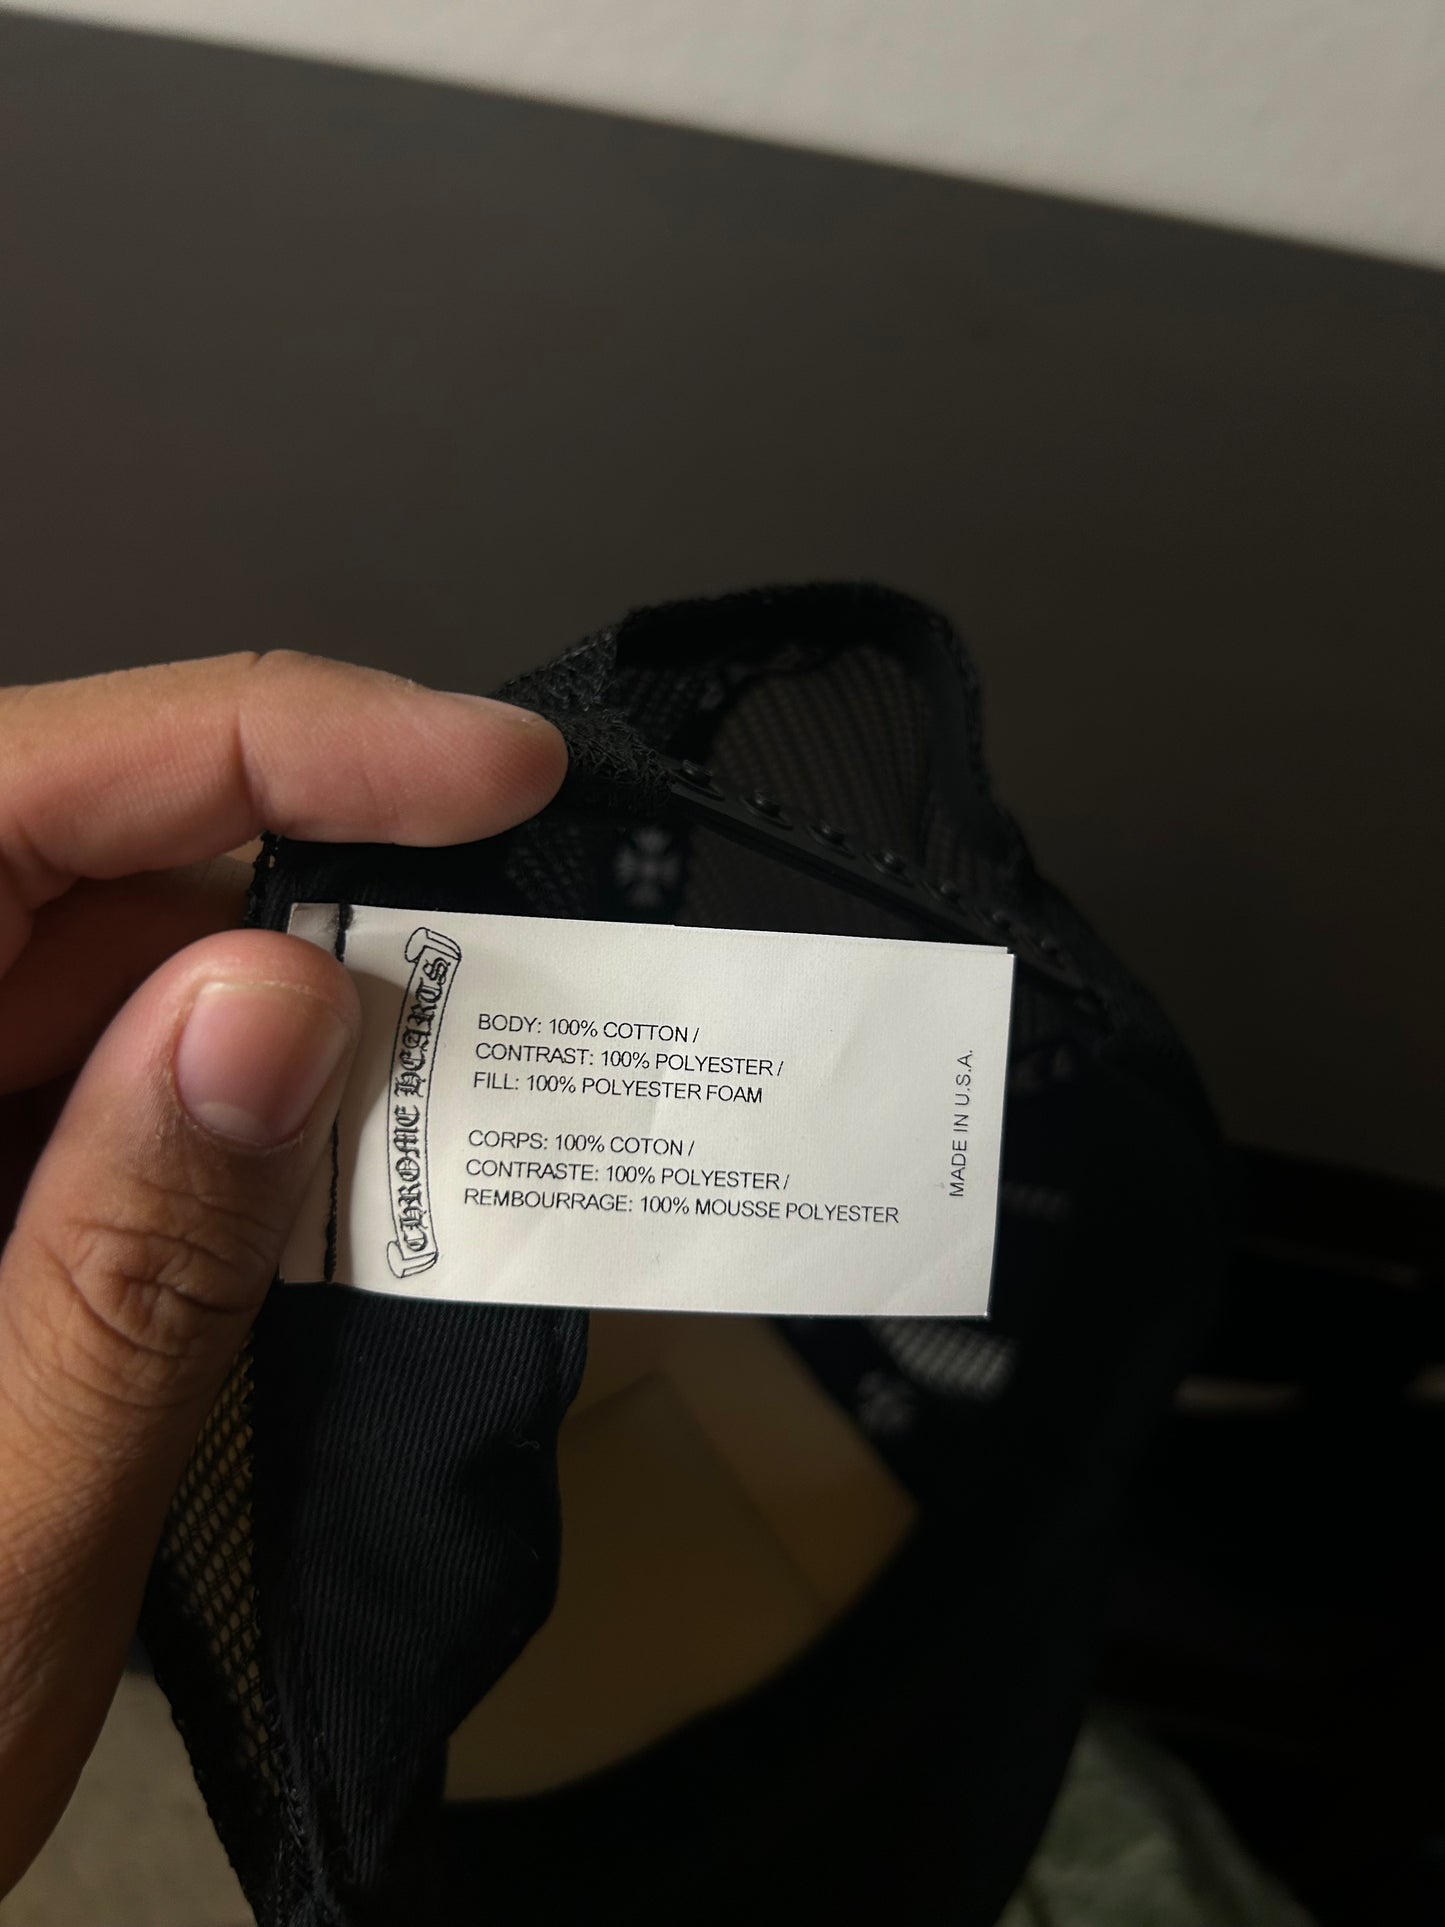 CHROME HEARTS
BODY: 100% COTTON /
CONTRAST: 100% POLYESTER /
FILL: 100% POLYESTER FOAM
CORPS: 100% COTON /
CONTRASTE: 100% POLYESTER /
REMBOURRAGE: 100% MOUSSE POLYESTER
MADE IN U.S.A.